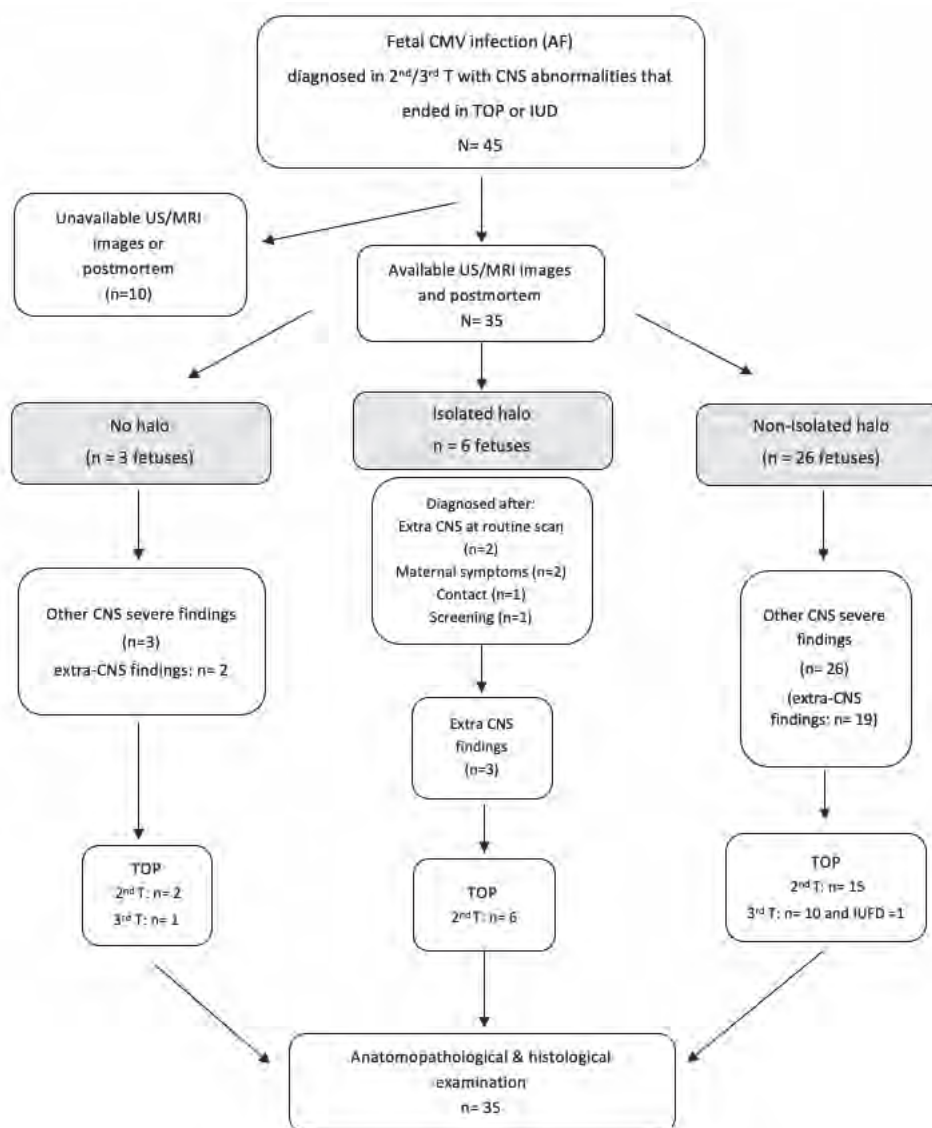 Fetal CMV infection (AF)
diagnosed in 2nd/3rd T with CNS abnormalities that
ended in TOP or IUD
N= 45
Unavailable US/MRI
images or
postmortem
(n=10)
Available US/MRI images
and postmortem
N= 35
No halo
(n = 3 fetuses)
Isolated halo
n = 6 fetuses
Non-isolated halo
(n = 26 fetuses)
Diagnosed after:
Extra CNS at routine scan
(n=2)
Maternal symptoms (n=2)
Contact (n=1)
Screening (n=1)
Other CNS severe findings
(n=3)
extra-CNS findings: n= 2
Other CNS severe
findings
(n = 26)
(extra-CNS
findings: n= 19)
Extra CNS
findings
(n=3)
TOP
2nd T: n= 2
3rd T: n= 1
TOP
2nd T: n= 6
TOP
2nd T: n= 15
3rd T: n= 10 and IUFD =1
Anatomopathological & histological
examination
n= 35